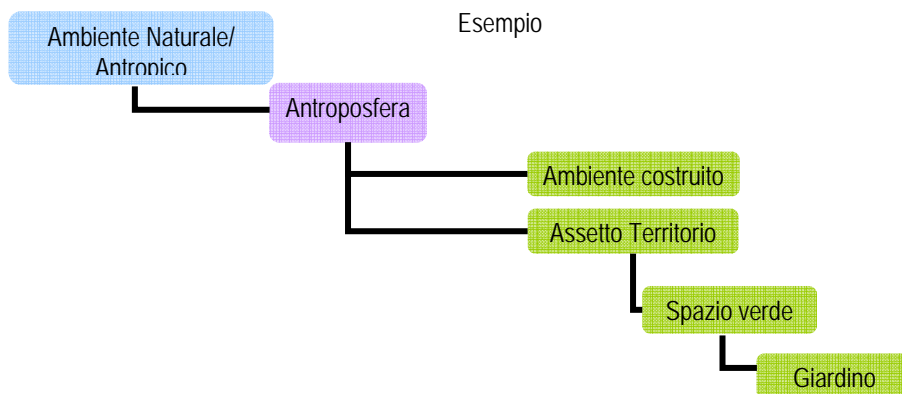 Esempio
Ambiente Naturale/
Antropico
Antroposfera
Ambiente costruito
Assetto Territorio
Spazio verde
Giardino